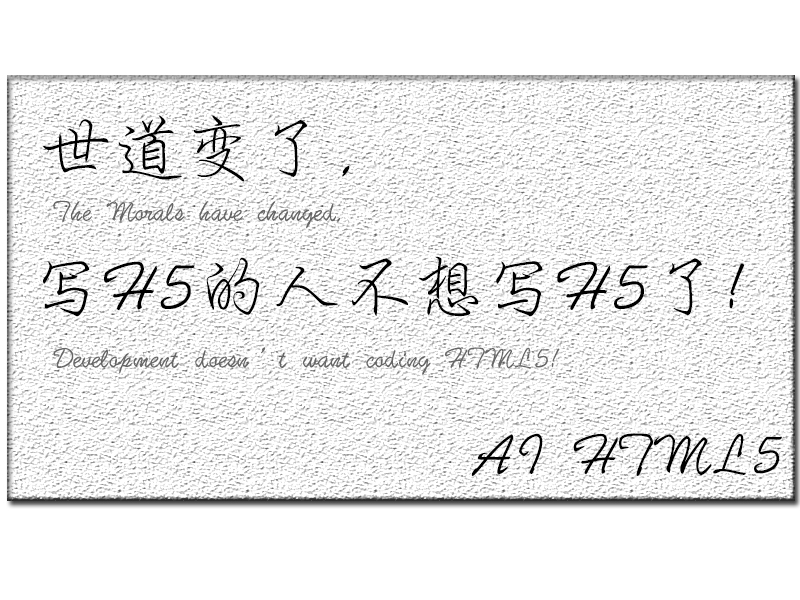 世道变了，
The Morals have changed,
写H5的人不想写H5了！
Development doesn't want coding HTML5!
AI HTML5